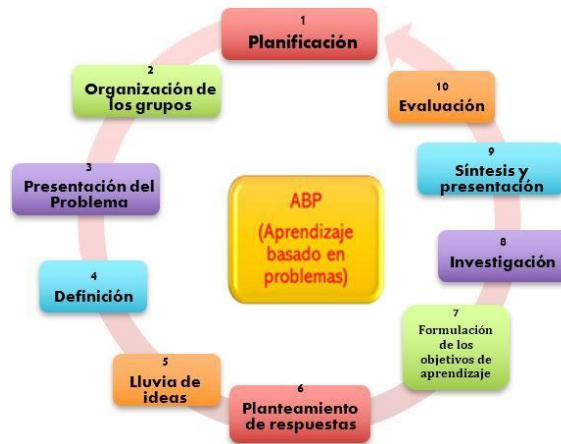 1
Planificación
2
Organización de
los grupos
3
Presentación del
Problema
4
Definición
5
Lluvia de
ideas
6
Planteamiento
de respuestas
7
Formulación
de los
objetivos de
aprendizaje
8
Investigación
9
Síntesis y
presentación
10
Evaluación
ABP
(Aprendizaje
basado en
problemas)